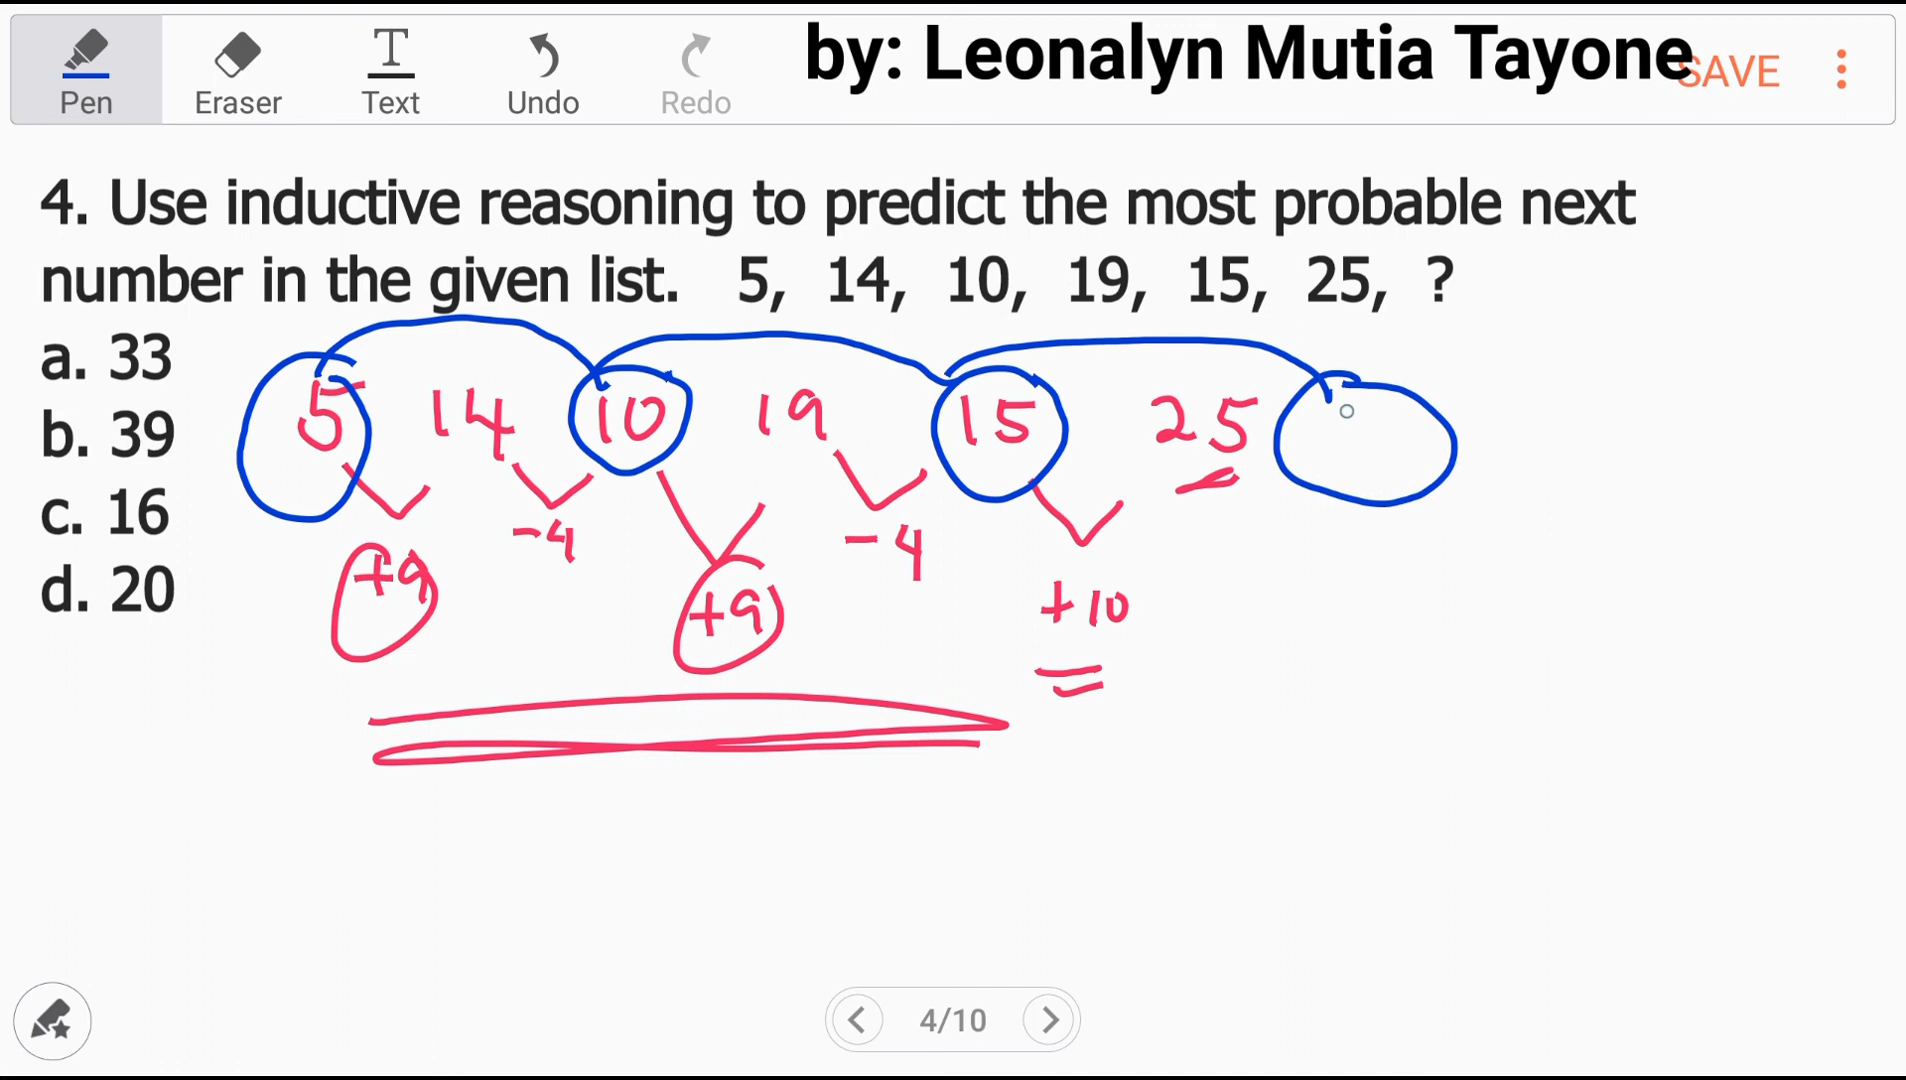 by: Leonalyn Mutia Tayone
SAVE
Pen
Eraser
Text
Undo
Redo
4. Use inductive reasoning to predict the most probable next
number in the given list. 5, 14, 10, 19, 15, 25, ?
a. 33
b. 39
c. 16
d. 20
5 14 10 19 15 25
+9 -4 +9 -4 +10
4/10